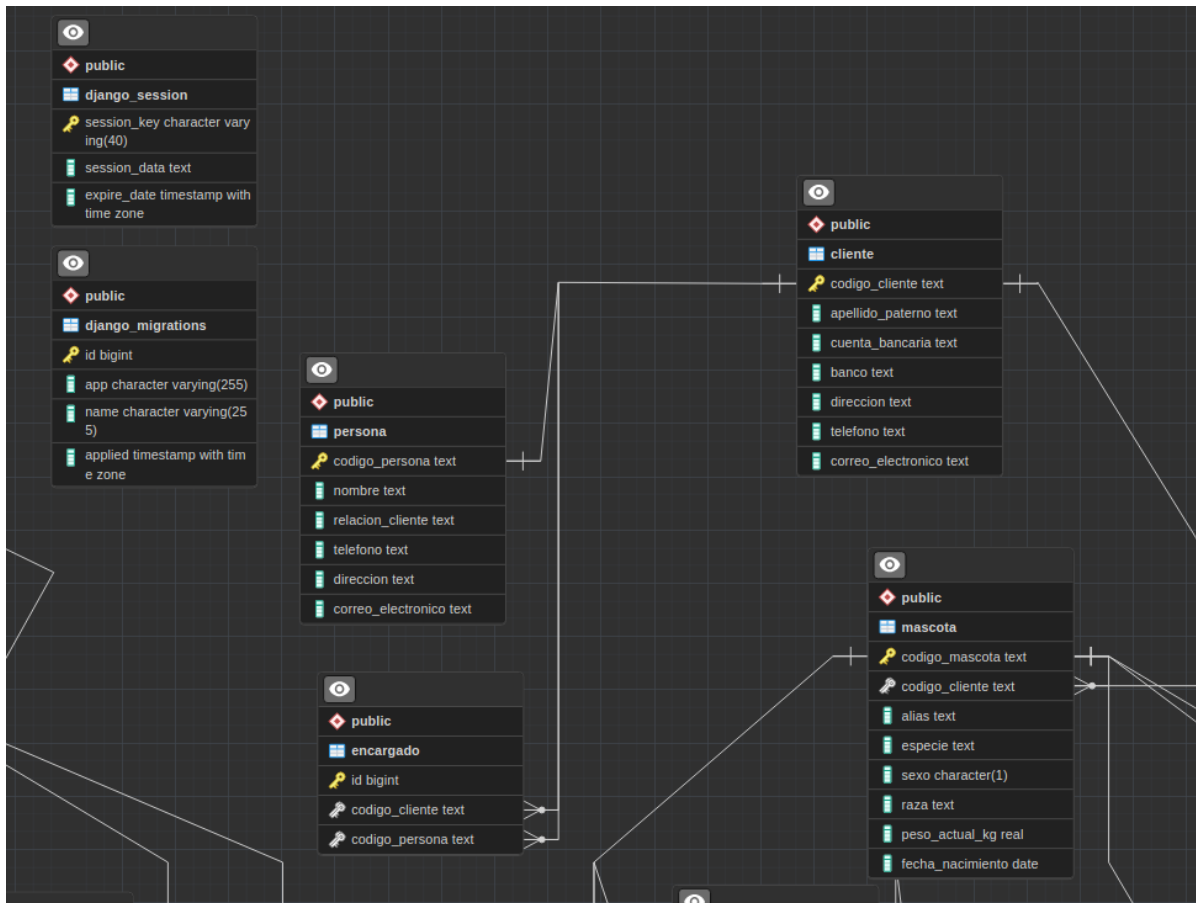 public
django_session
session_key character vary
ing(40)
session_data text
expire_date timestamp with
time zone
public
django_migrations
id bigint
app character varying(255)
name character varying(25
5)
applied timestamp with tim
e zone
public
persona
codigo_persona text
nombre text
relacion_cliente text
telefono text
direccion text
correo_electronico text
public
encargado
id bigint
codigo_cliente text
codigo_persona text
public
cliente
codigo_cliente text
apellido_paterno text
cuenta_bancaria text
banco text
direccion text
telefono text
correo_electronico text
public
mascota
codigo_mascota text
codigo_cliente text
alias text
especie text
sexo character(1)
raza text
peso_actual_kg real
fecha_nacimiento date